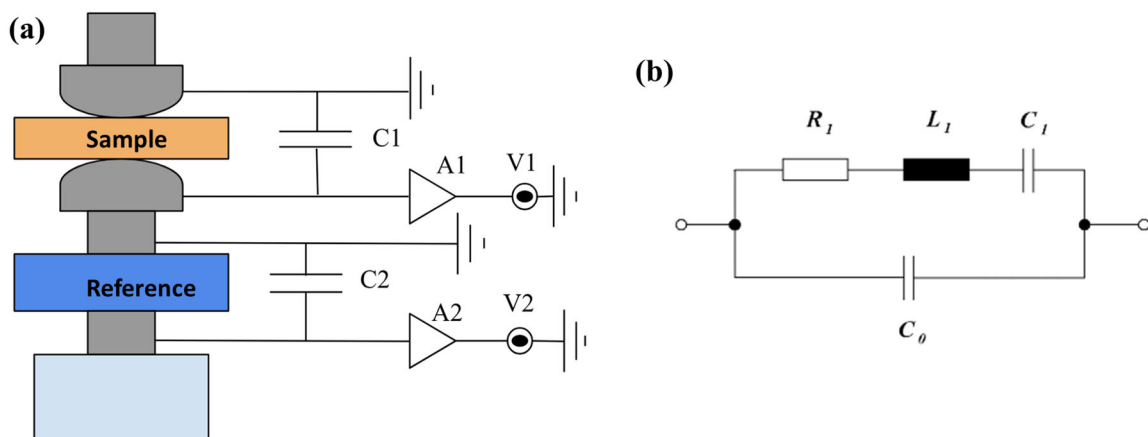 (a)
Sample
C1
A1
V1
Reference
C2
A2
V2
(b)
R₁
L₁
C₁
C₀